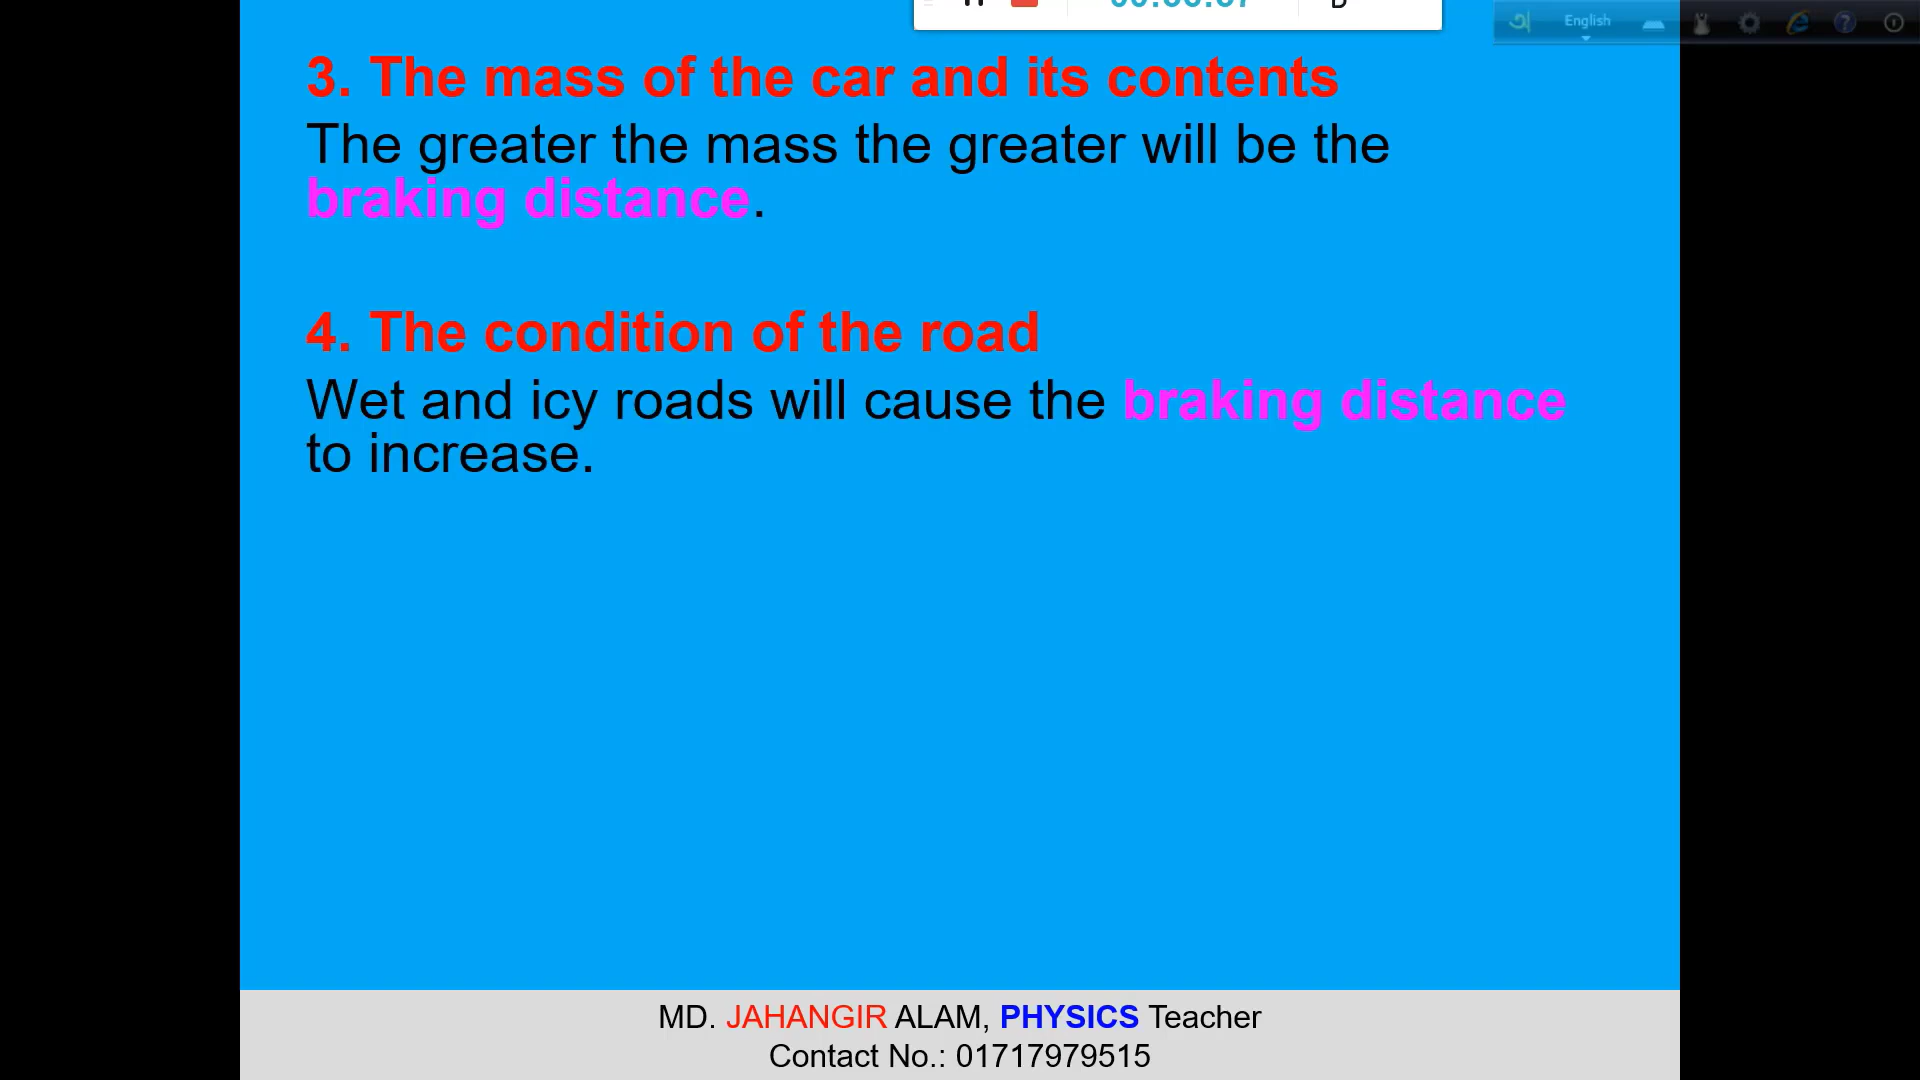 English
3. The mass of the car and its contents
The greater the mass the greater will be the
braking distance.
4. The condition of the road
Wet and icy roads will cause the braking distance
to increase.
MD. JAHANGIR ALAM, PHYSICS Teacher
Contact No.: 01717979515